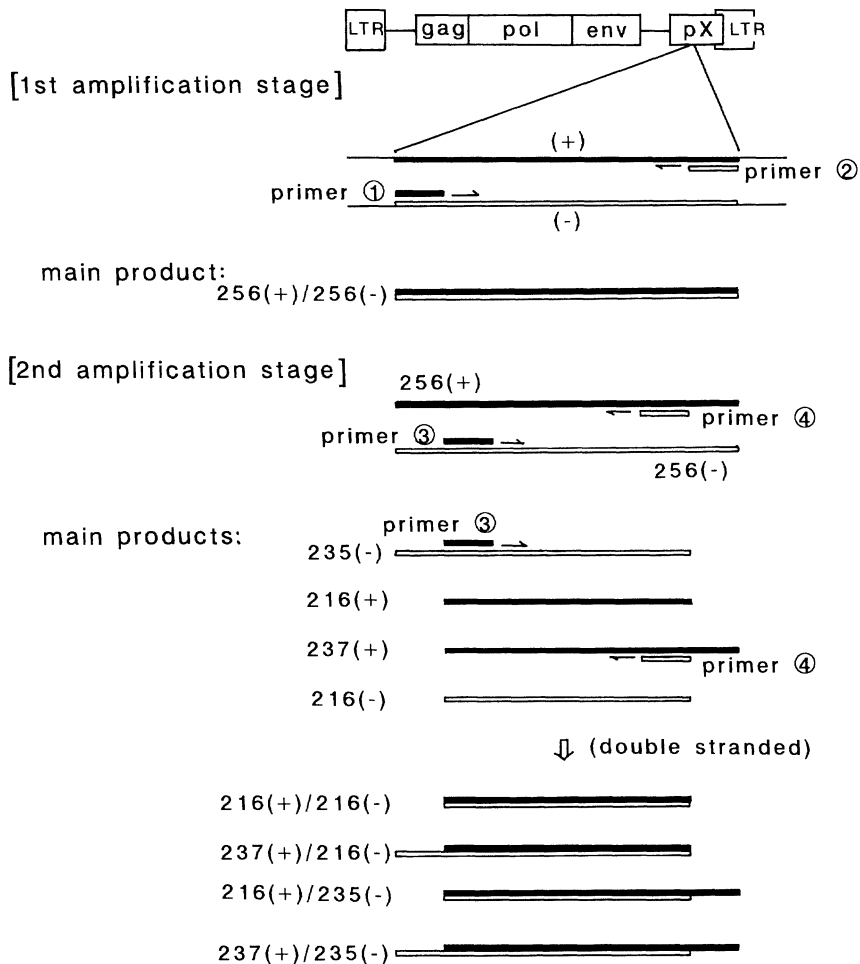 LTR gag pol env pX LTR
[1st amplification stage]
(+)
primer ②
primer ①
(-)
main product:
256(+)/256(-)
[2nd amplification stage]
256(+)
primer ④
primer ③
256(-)
primer ③
main products:
235(-)
216(+)
237(+)
primer ④
216(-)
⇩ (double stranded)
216(+)/216(-)
237(+)/216(-)
216(+)/235(-)
237(+)/235(-)